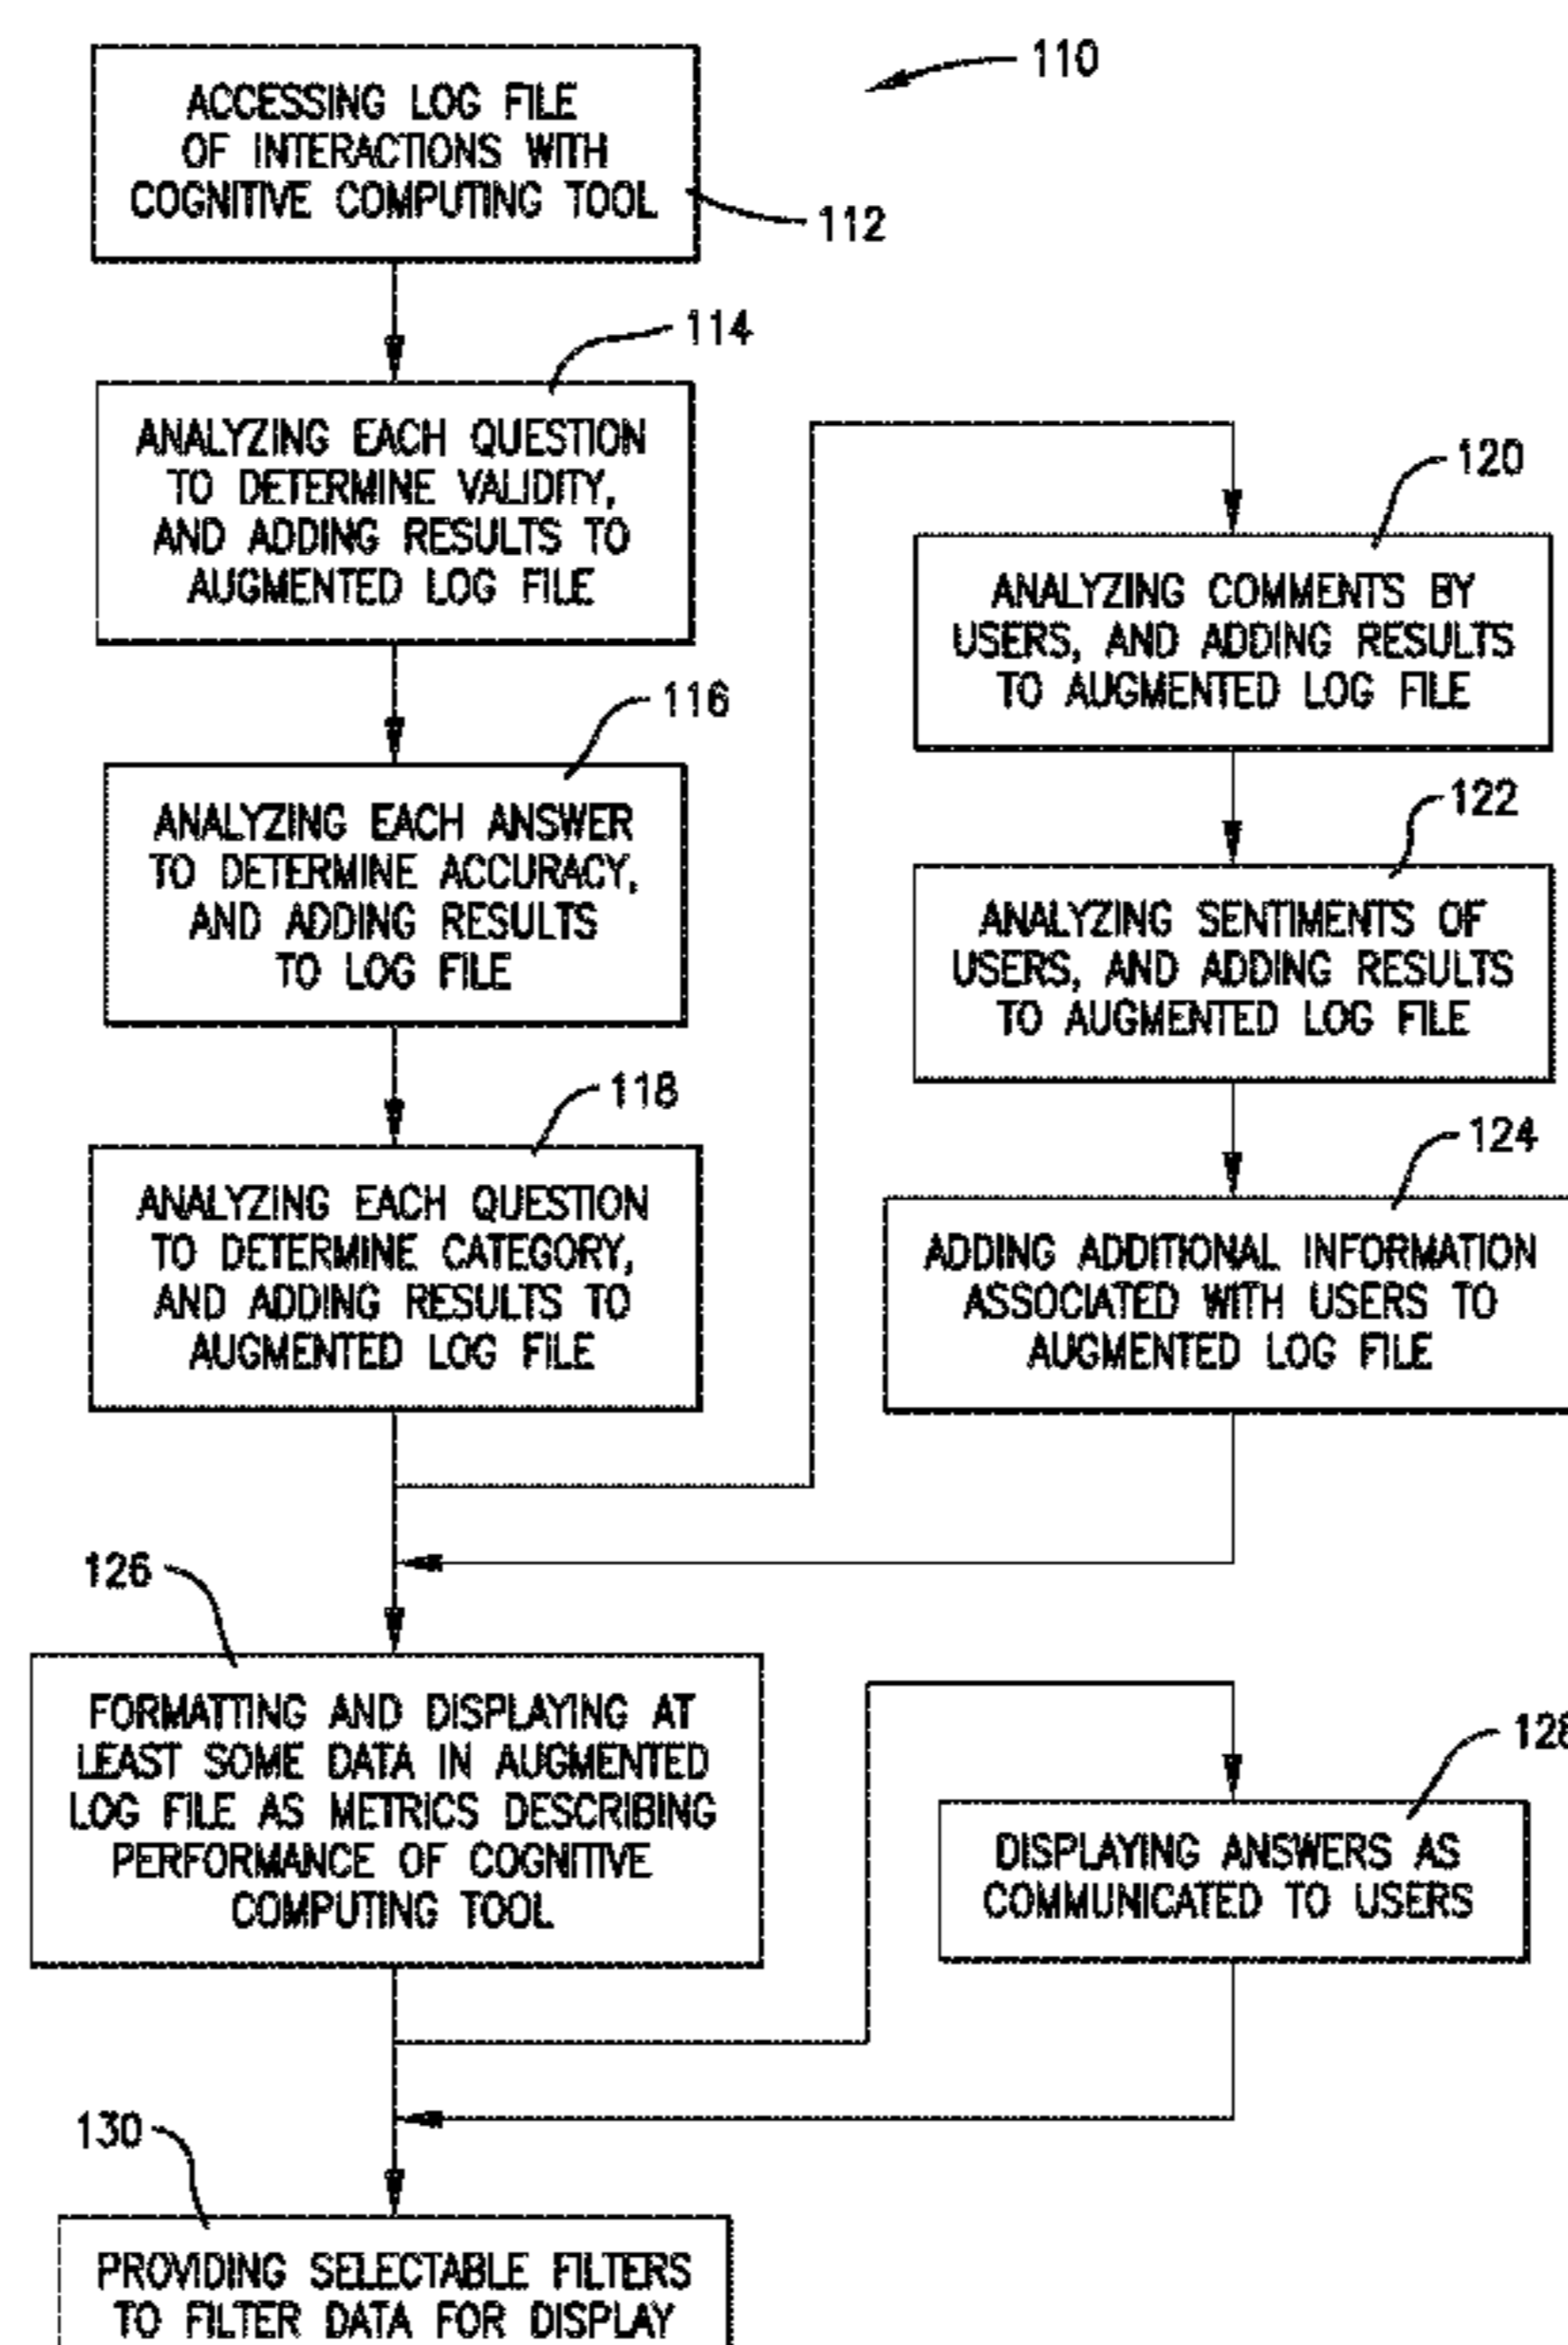 110
ACCESSING LOG FILE
OF INTERACTIONS WITH
COGNITIVE COMPUTING TOOL
112
114
ANALYZING EACH QUESTION
TO DETERMINE VALIDITY,
AND ADDING RESULTS TO
AUGMENTED LOG FILE
116
ANALYZING EACH ANSWER
TO DETERMINE ACCURACY,
AND ADDING RESULTS
TO LOG FILE
118
ANALYZING EACH QUESTION
TO DETERMINE CATEGORY,
AND ADDING RESULTS TO
AUGMENTED LOG FILE
120
ANALYZING COMMENTS BY
USERS, AND ADDING RESULTS
TO AUGMENTED LOG FILE
122
ANALYZING SENTIMENTS OF
USERS, AND ADDING RESULTS
TO AUGMENTED LOG FILE
124
ADDING ADDITIONAL INFORMATION
ASSOCIATED WITH USERS TO
AUGMENTED LOG FILE
126
FORMATTING AND DISPLAYING AT
LEAST SOME DATA IN AUGMENTED
LOG FILE AS METRICS DESCRIBING
PERFORMANCE OF COGNITIVE
COMPUTING TOOL
128
DISPLAYING ANSWERS AS
COMMUNICATED TO USERS
130
PROVIDING SELECTABLE FILTERS
TO FILTER DATA FOR DISPLAY